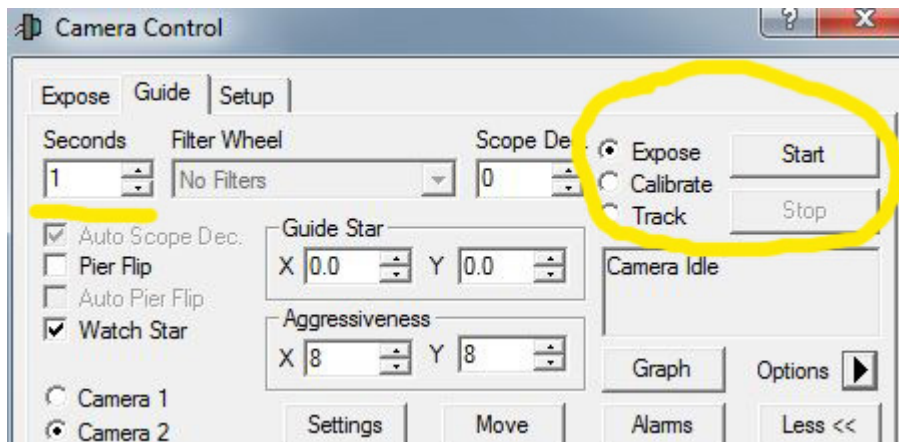 Camera Control
Expose Guide Setup
Seconds Filter Wheel Scope Dec.
1 No Filters 0
Expose Start
Calibrate
Track Stop
Auto Scope Dec.
Pier Flip
Auto Pier Flip
Watch Star
Guide Star
X 0.0 Y 0.0
Aggressiveness
X 8 Y 8
Camera Idle
Graph Options
Camera 1
Camera 2
Settings Move Alarms Less <<